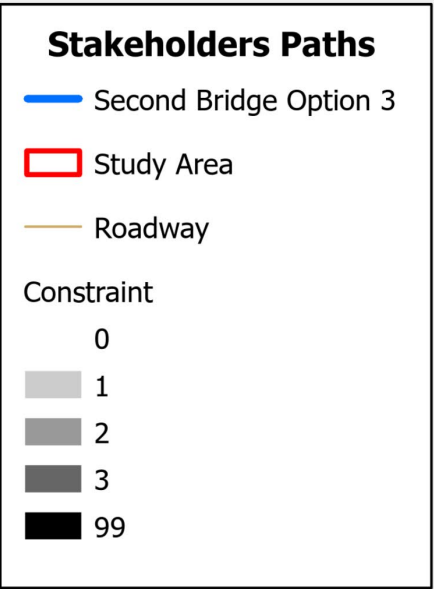 Stakeholders Paths
Second Bridge Option 3
Study Area
Roadway
Constraint
0
1
2
3
99